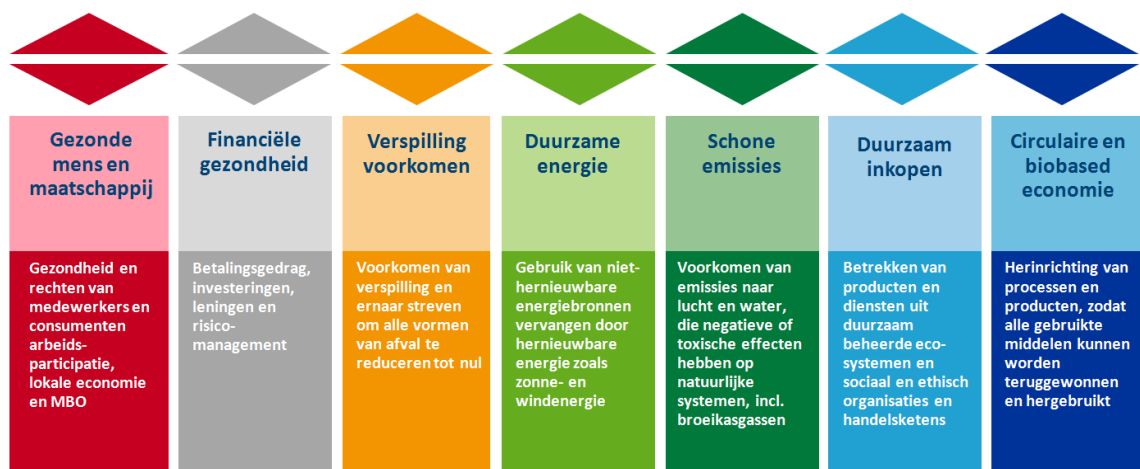 Gezonde
mens en
maatschappij
Financiële
gezondheid
Verspilling
voorkomen
Duurzame
energie
Schone
emissies
Duurzaam
inkopen
Circulaire en
biobased
economie
Gezondheid en
rechten van
medewerkers en
consumenten
arbeids-
participatie,
lokale economie
en MBO
Betalingsgedrag,
investeringen,
leningen en
risico-
management
Voorkomen van
verspilling en
ernaar streven
om alle vormen
van afval te
reduceren tot nul
Gebruik van niet-
hernieuwbare
energiebronnen
vervangen door
hernieuwbare
energie zoals
zonne- en
windenergie
Voorkomen van
emissies naar
lucht en water,
die negatieve of
toxische effecten
hebben op
natuurlijke
systemen, incl.
broeikasgassen
Betrekken van
producten en
diensten uit
duurzaam
beheerde eco-
systemen en
sociaal en ethisch
organisaties en
handelsketens
Herinrichting van
processen en
producten, zodat
alle gebruikte
middelen kunnen
worden
teruggewonnen
en hergebruikt